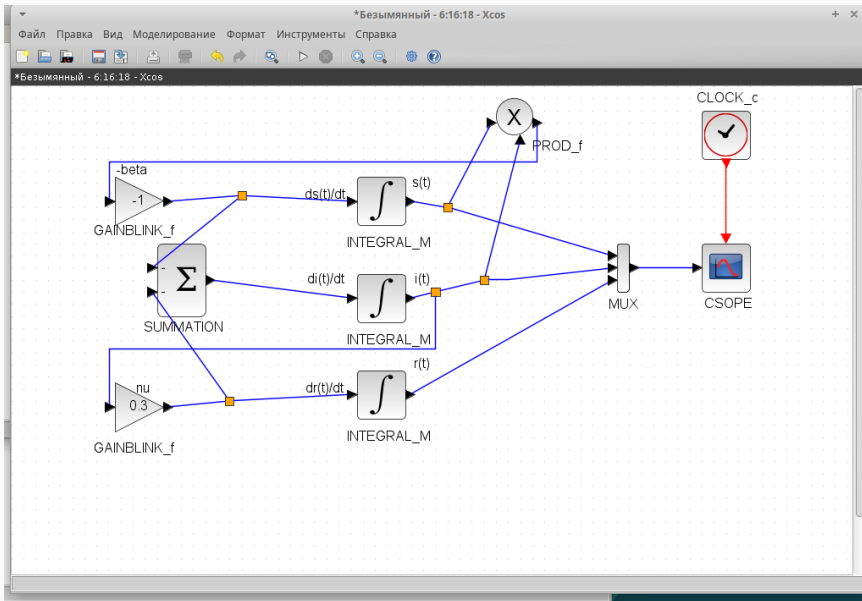 *Безымянный - 6:16:18 - Xcos
Файл Правка Вид Моделирование Формат Инструменты Справка
*Безымянный - 6:16:18 - Xcos
CLOCK_c
X
PROD_f
-beta
-1
GAINBLINK_f
ds(t)/dt
∫
s(t)
INTEGRAL_M
-
-
Σ
SUMMATION
di(t)/dt
∫
i(t)
INTEGRAL_M
MUX
CSOPE
nu
0.3
GAINBLINK_f
dr(t)/dt
∫
r(t)
INTEGRAL_M